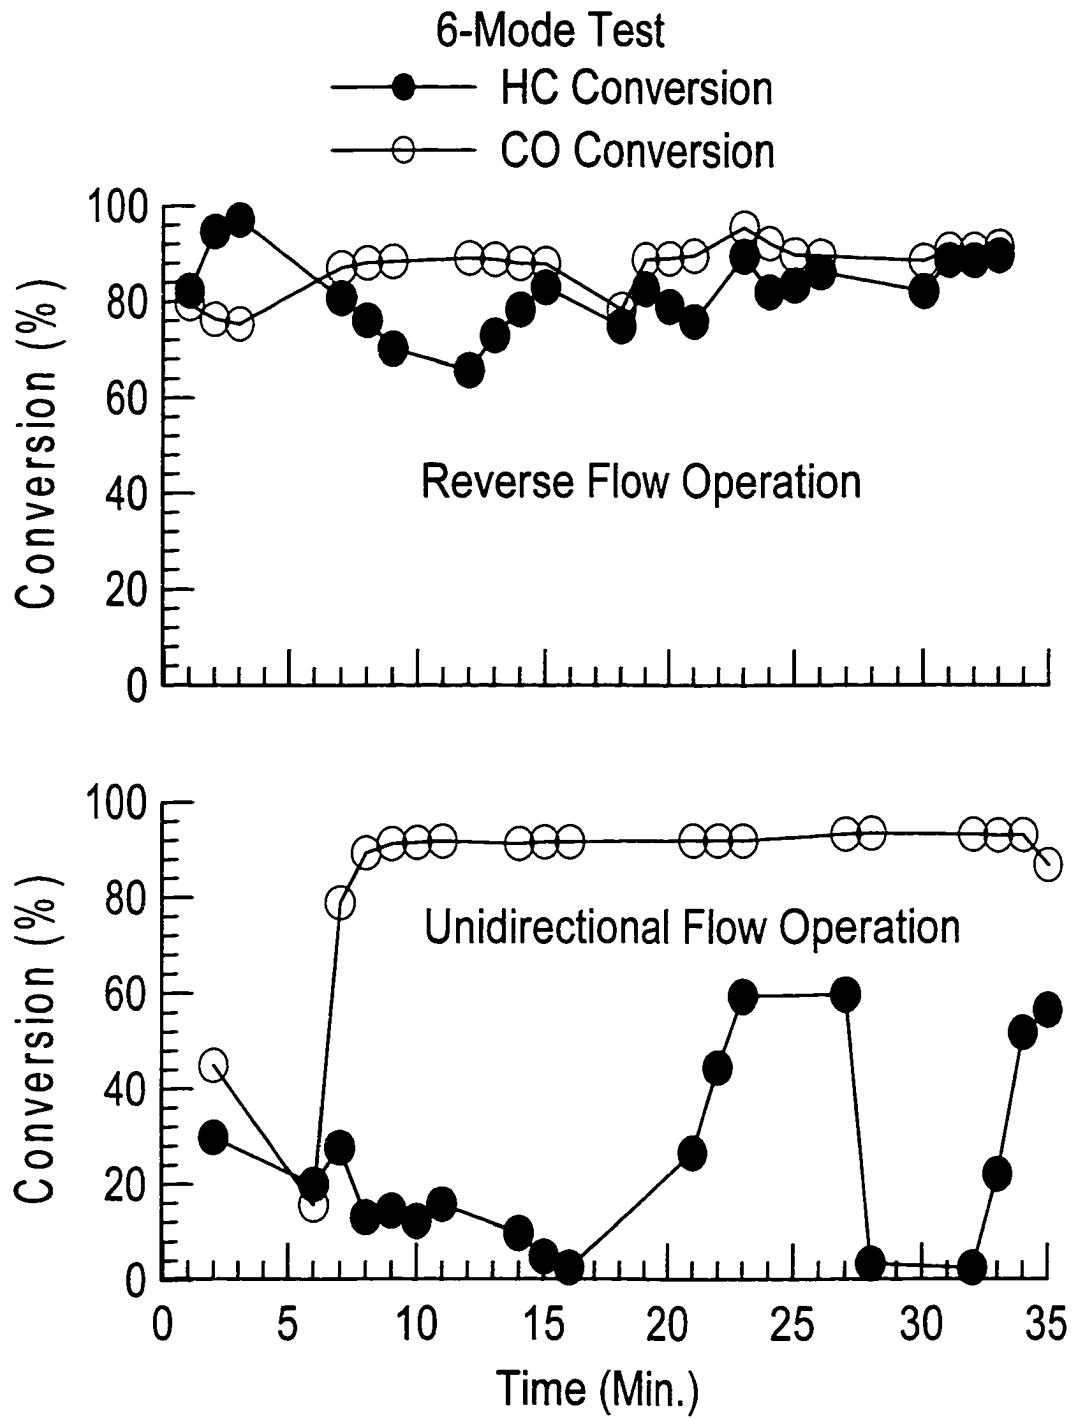 6-Mode Test
HC Conversion
CO Conversion
Conversion (%)
100
80
60
40
20
0
Reverse Flow Operation
Conversion (%)
100
80
60
40
20
0
Unidirectional Flow Operation
0 5 10 15 20 25 30 35
Time (Min.)